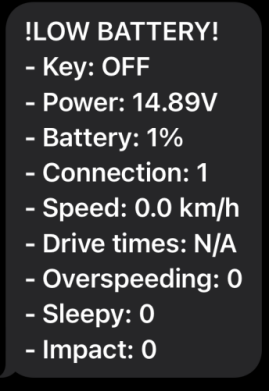 !LOW BATTERY!
- Key: OFF
- Power: 14.89V
- Battery: 1%
- Connection: 1
- Speed: 0.0 km/h
- Drive times: N/A
- Overspeeding: 0
- Sleepy: 0
- Impact: 0